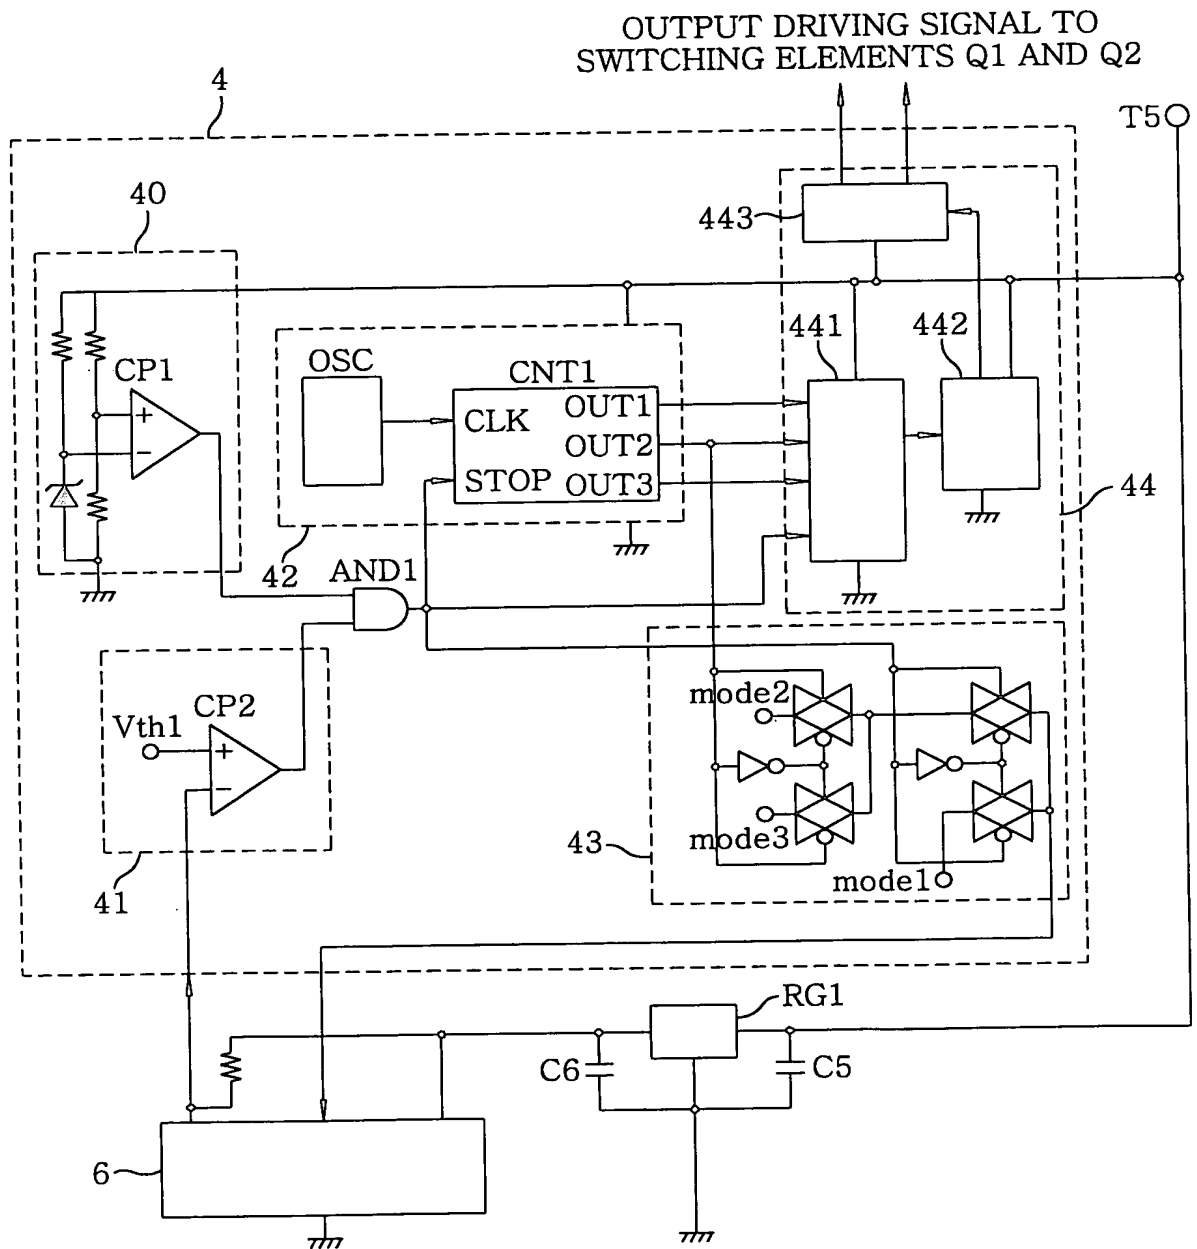 OUTPUT DRIVING SIGNAL TO
SWITCHING ELEMENTS Q1 AND Q2
4
T5
40
443
441
442
OSC
CNT1
CP1
CLK
OUT1
OUT2
STOP
OUT3
44
42
AND1
mode2
CP2
Vth1
mode3
43
mode1
41
RG1
C6
C5
6